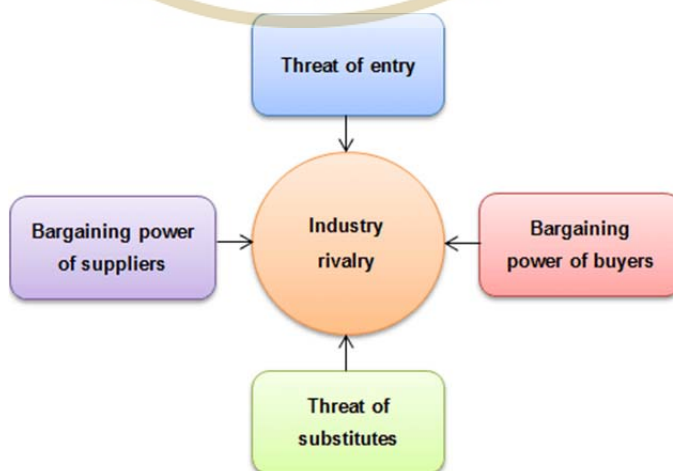 Threat of entry
Bargaining power
of suppliers
Industry
rivalry
Bargaining
power of buyers
Threat of
substitutes